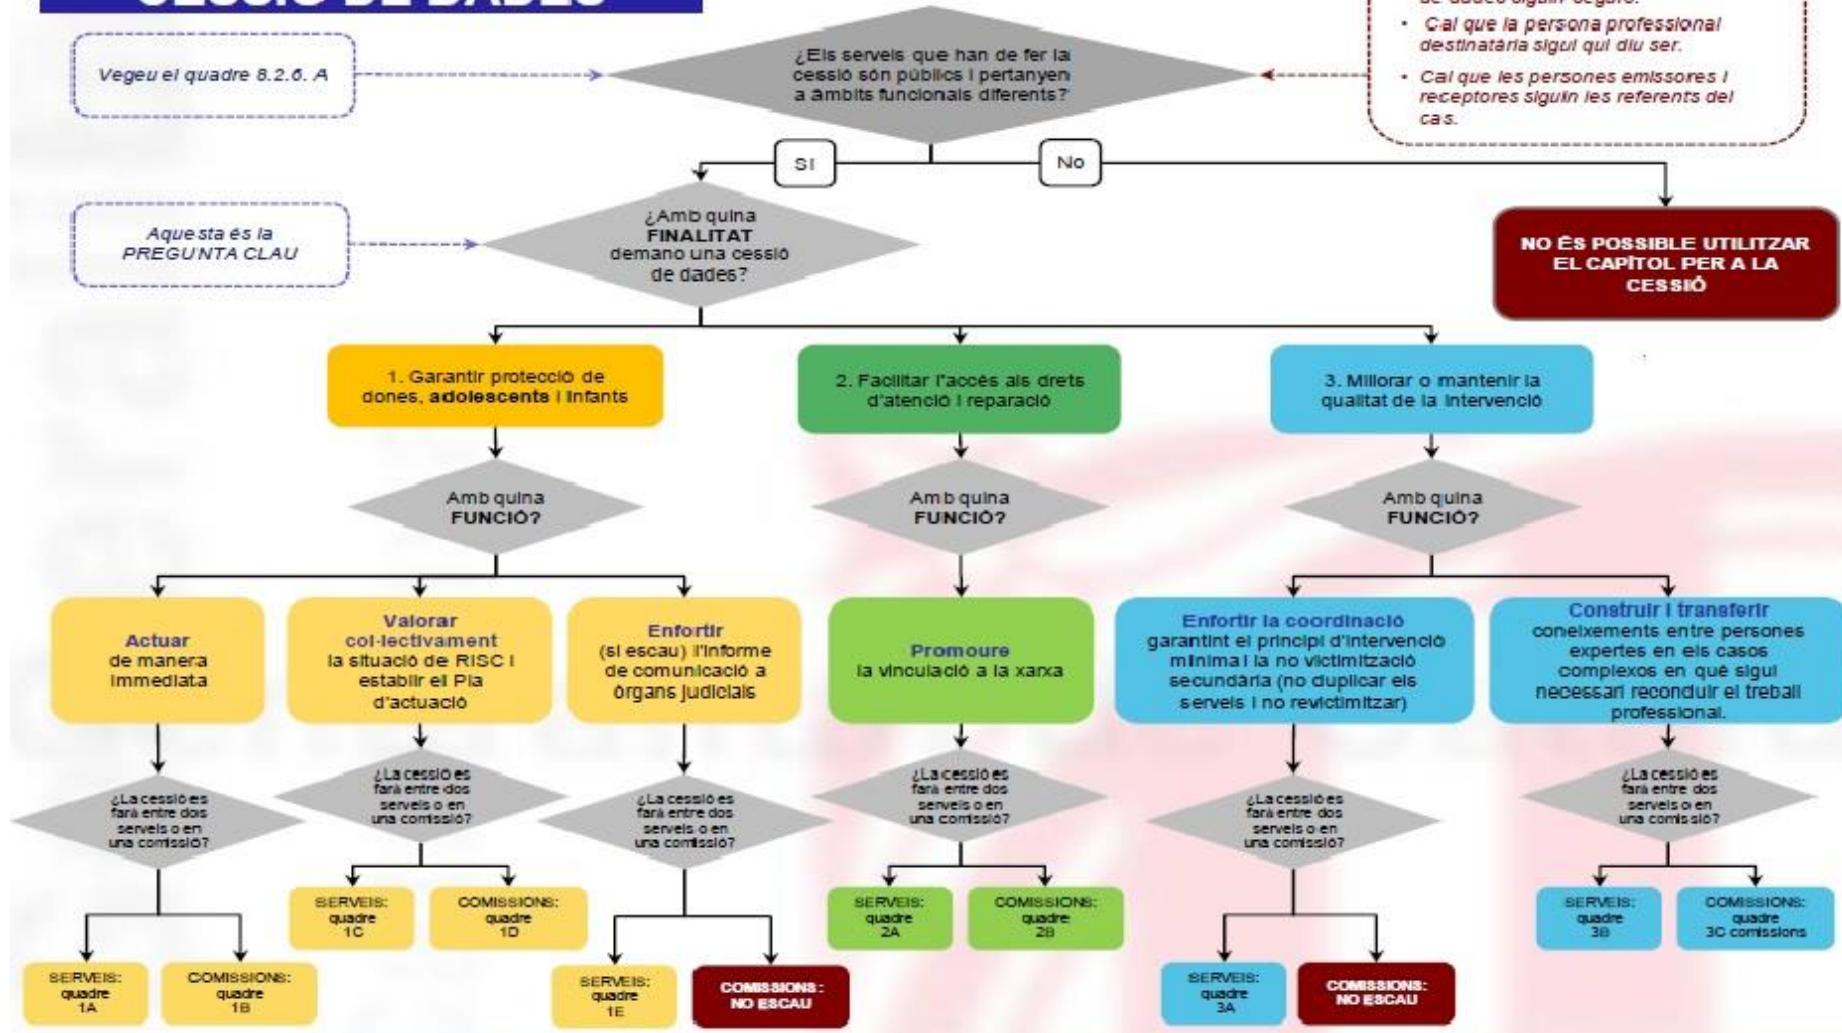 CESSIÓ DE DADES
de dades siguin segurs.
• Cal que la persona professional
destinatària sigui qui diu ser.
• Cal que les persones emissores i
receptores siguin les referents del
cas.
Vegeu el quadre 8.2.6. A
¿Els serveis que han de fer la
cessió són públics i pertanyen
a àmbits funcionals diferents?
SI
No
Aquesta és la
PREGUNTA CLAU
¿Amb quina
FINALITAT
demano una cessió
de dades?
NO ÉS POSSIBLE UTILITZAR
EL CAPÍTOL PER A LA
CESSIÓ
1. Garantir protecció de
dones, adolescents i infants
2. Facilitar l'accés als drets
d'atenció i reparació
3. Millorar o mantenir la
qualitat de la intervenció
Amb quina
FUNCIÓ?
Amb quina
FUNCIÓ?
Amb quina
FUNCIÓ?
Actuar
de manera
immediata
Valorar
col·lectivament
la situació de RISC i
establir el Pla
d'actuació
Enfortir
(si escau) l'informe
de comunicació a
òrgans judicials
Promoure
la vinculació a la xarxa
Enfortir la coordinació
garantint el principi d'intervenció
mínima i la no victimització
secundària (no duplicar els
serveis i no revictimitzar)
Construir i transferir
coneixements entre persones
expertes en els casos
complexos en què sigui
necessari reconduir el treball
professional.
¿La cessió es
farà entre dos
serveis o en
una comissió?
¿La cessió es
farà entre dos
serveis o en
una comissió?
¿La cessió es
farà entre dos
serveis o en
una comissió?
¿La cessió es
farà entre dos
serveis o en
una comissió?
¿La cessió es
farà entre dos
serveis o en
una comissió?
¿La cessió es
farà entre dos
serveis o en
una comissió?
SERVEIS:
quadre
1A
COMISSIONS:
quadre
1B
SERVEIS:
quadre
1C
COMISSIONS:
quadre
1D
SERVEIS:
quadre
1E
COMISSIONS:
NO ESCAU
SERVEIS:
quadre
2A
COMISSIONS:
quadre
2B
SERVEIS:
quadre
3A
COMISSIONS:
NO ESCAU
SERVEIS:
quadre
3B
COMISSIONS:
quadre
3C comissions